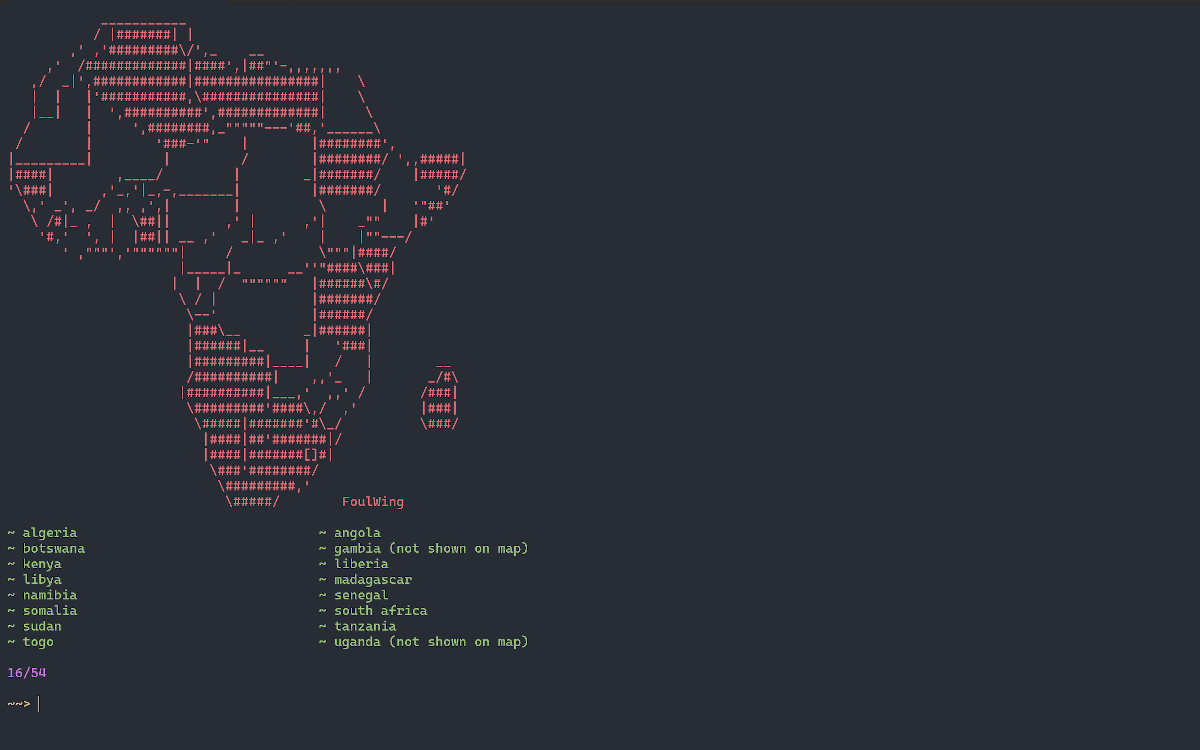 FoulWing
~ algeria ~ angola
~ botswana ~ gambia (not shown on map)
~ kenya ~ liberia
~ libya ~ madagascar
~ namibia ~ senegal
~ somalia ~ south africa
~ sudan ~ tanzania
~ togo ~ uganda (not shown on map)
16/54
~~>